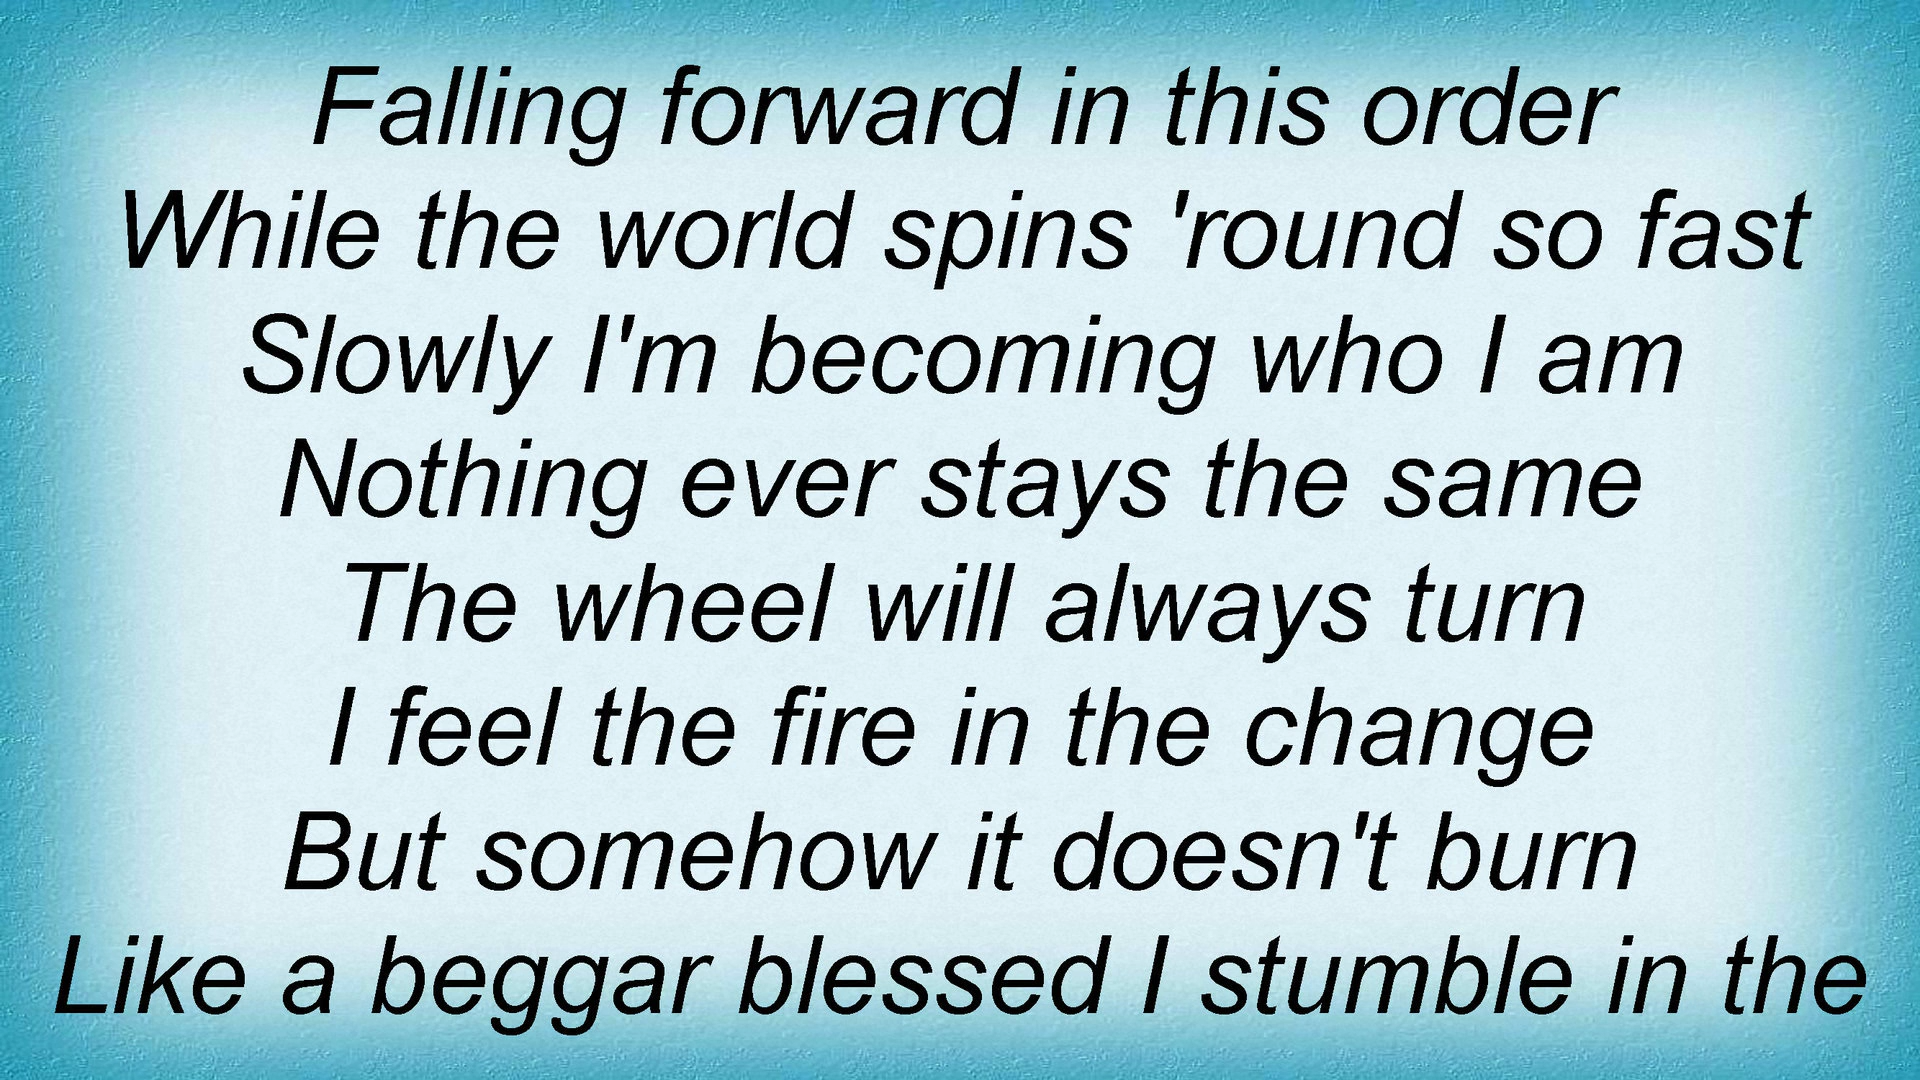 Falling forward in this order
While the world spins 'round so fast
Slowly I'm becoming who I am
Nothing ever stays the same
The wheel will always turn
I feel the fire in the change
But somehow it doesn't burn
Like a beggar blessed I stumble in the